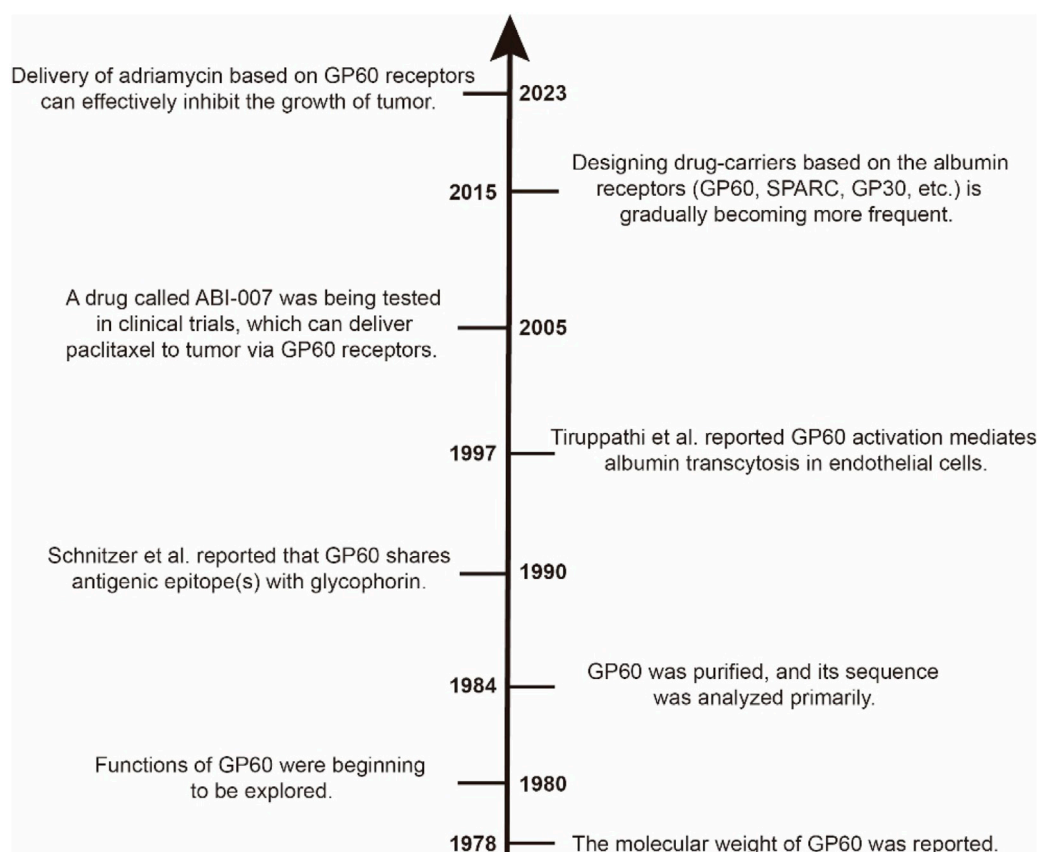 Delivery of adriamycin based on GP60 receptors
can effectively inhibit the growth of tumor.
2023
Designing drug-carriers based on the albumin
receptors (GP60, SPARC, GP30, etc.) is
gradually becoming more frequent.
2015
A drug called ABI-007 was being tested
in clinical trials, which can deliver
paclitaxel to tumor via GP60 receptors.
2005
Tiruppathi et al. reported GP60 activation mediates
albumin transcytosis in endothelial cells.
1997
Schnitzer et al. reported that GP60 shares
antigenic epitope(s) with glycophorin.
1990
GP60 was purified, and its sequence
was analyzed primarily.
1984
Functions of GP60 were beginning
to be explored.
1980
1978
The molecular weight of GP60 was reported.